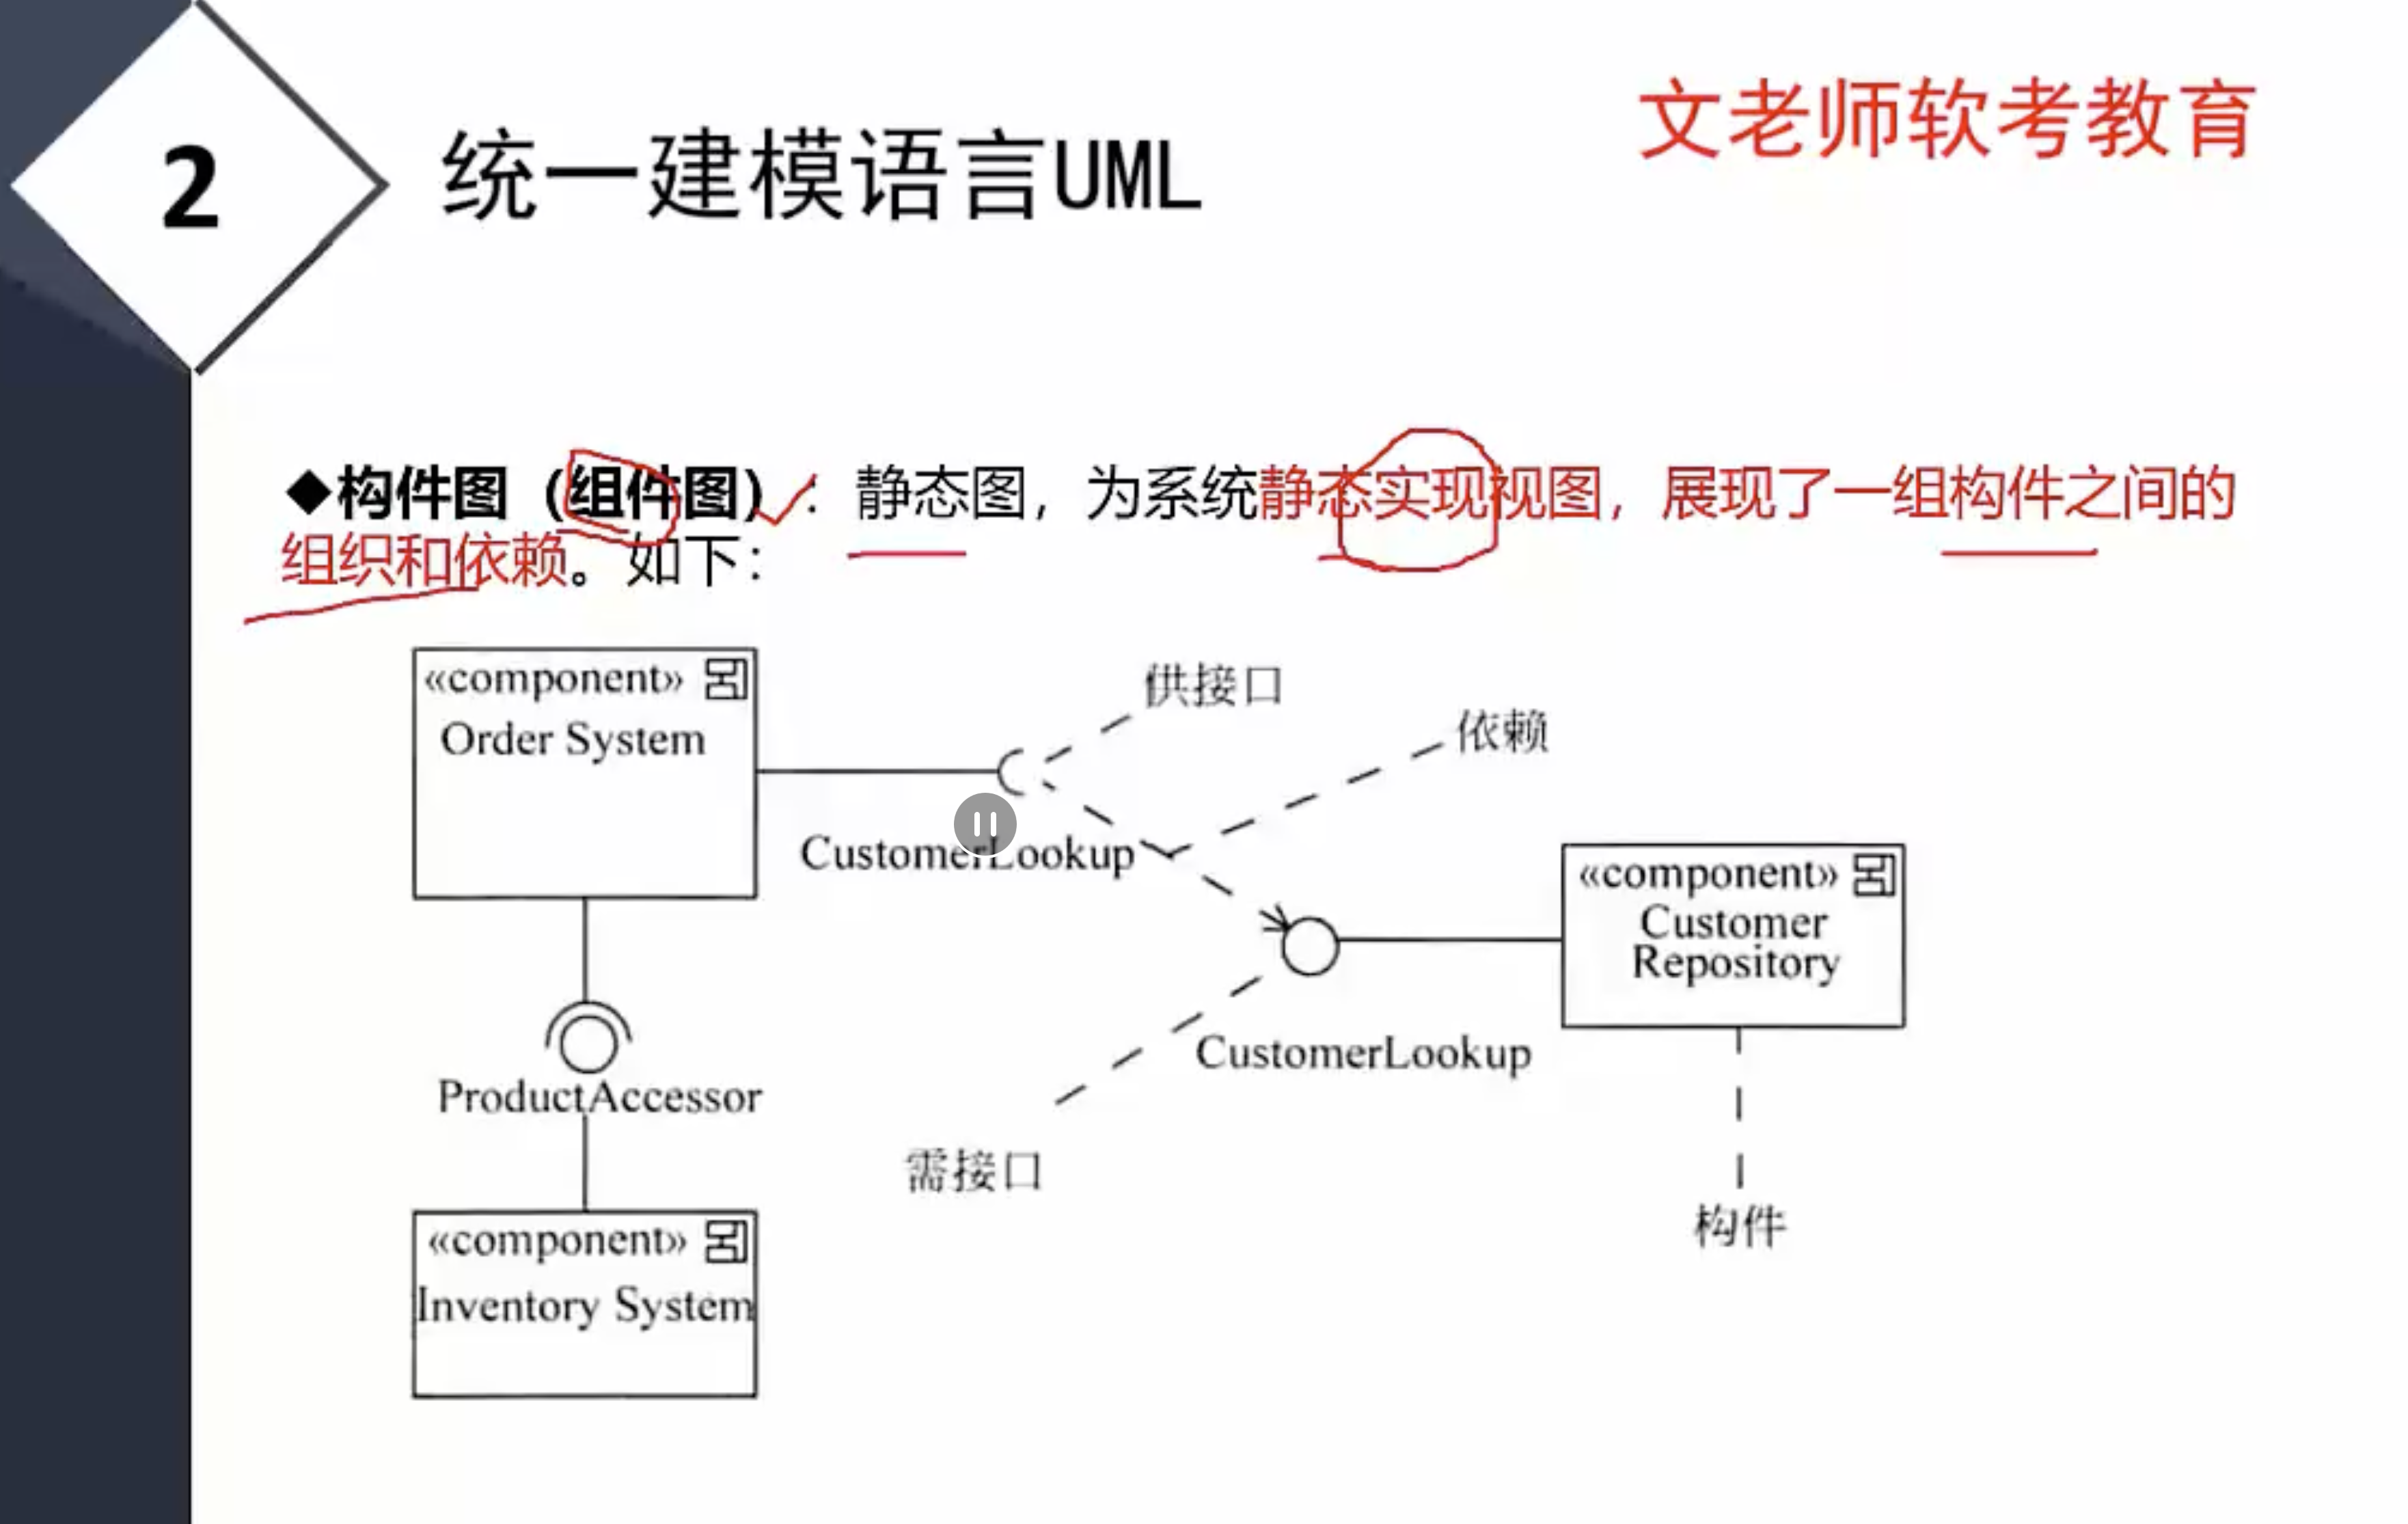 2
统一建模语言UML
文老师软考教育
◆构件图（组件图）：静态图，为系统静态实现视图，展现了一组构件之间的
组织和依赖。如下：
«component»
Order System
供接口
依赖
CustomerLookup
«component»
Customer
Repository
ProductAccessor
CustomerLookup
需接口
构件
«component»
Inventory System